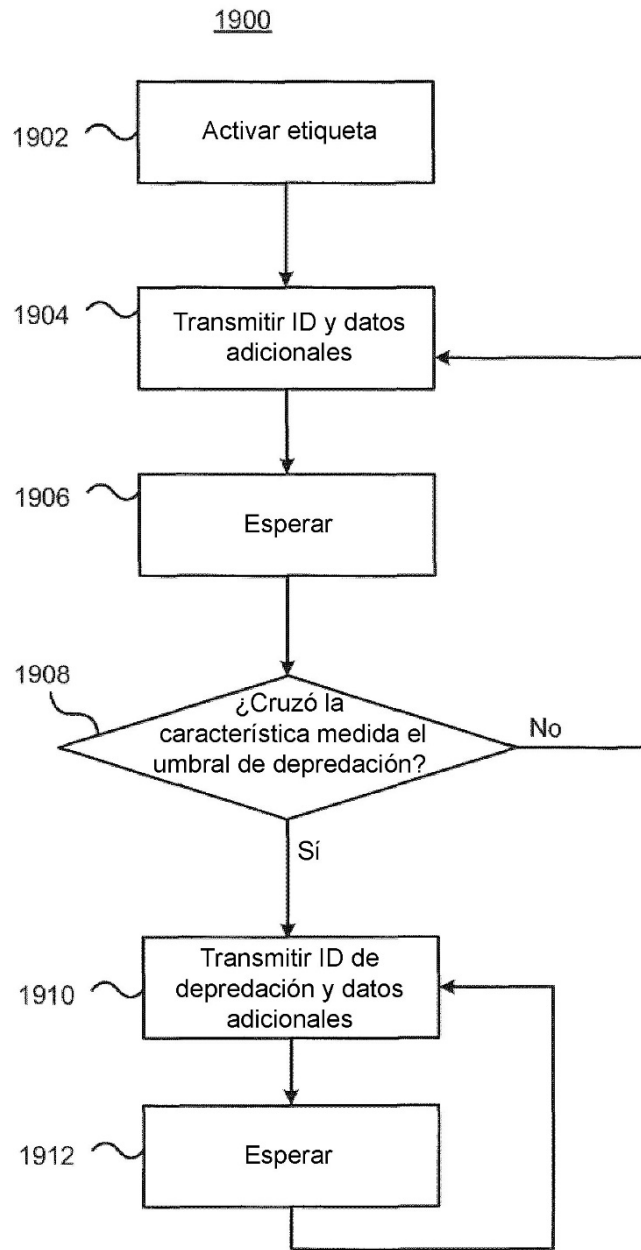 1900
1902
Activar etiqueta
1904
Transmitir ID y datos
adicionales
1906
Esperar
1908
¿Cruzó la
característica medida el
umbral de depredación?
No
Sí
1910
Transmitir ID de
depredación y datos
adicionales
1912
Esperar